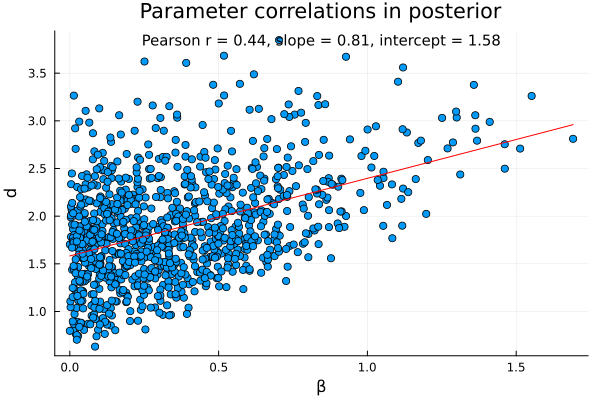 Parameter correlations in posterior
Pearson r = 0.44, slope = 0.81, intercept = 1.58
3.5
3.0
d
2.5
2.0
1.5
1.0
0.0
0.5
1.0
1.5
β